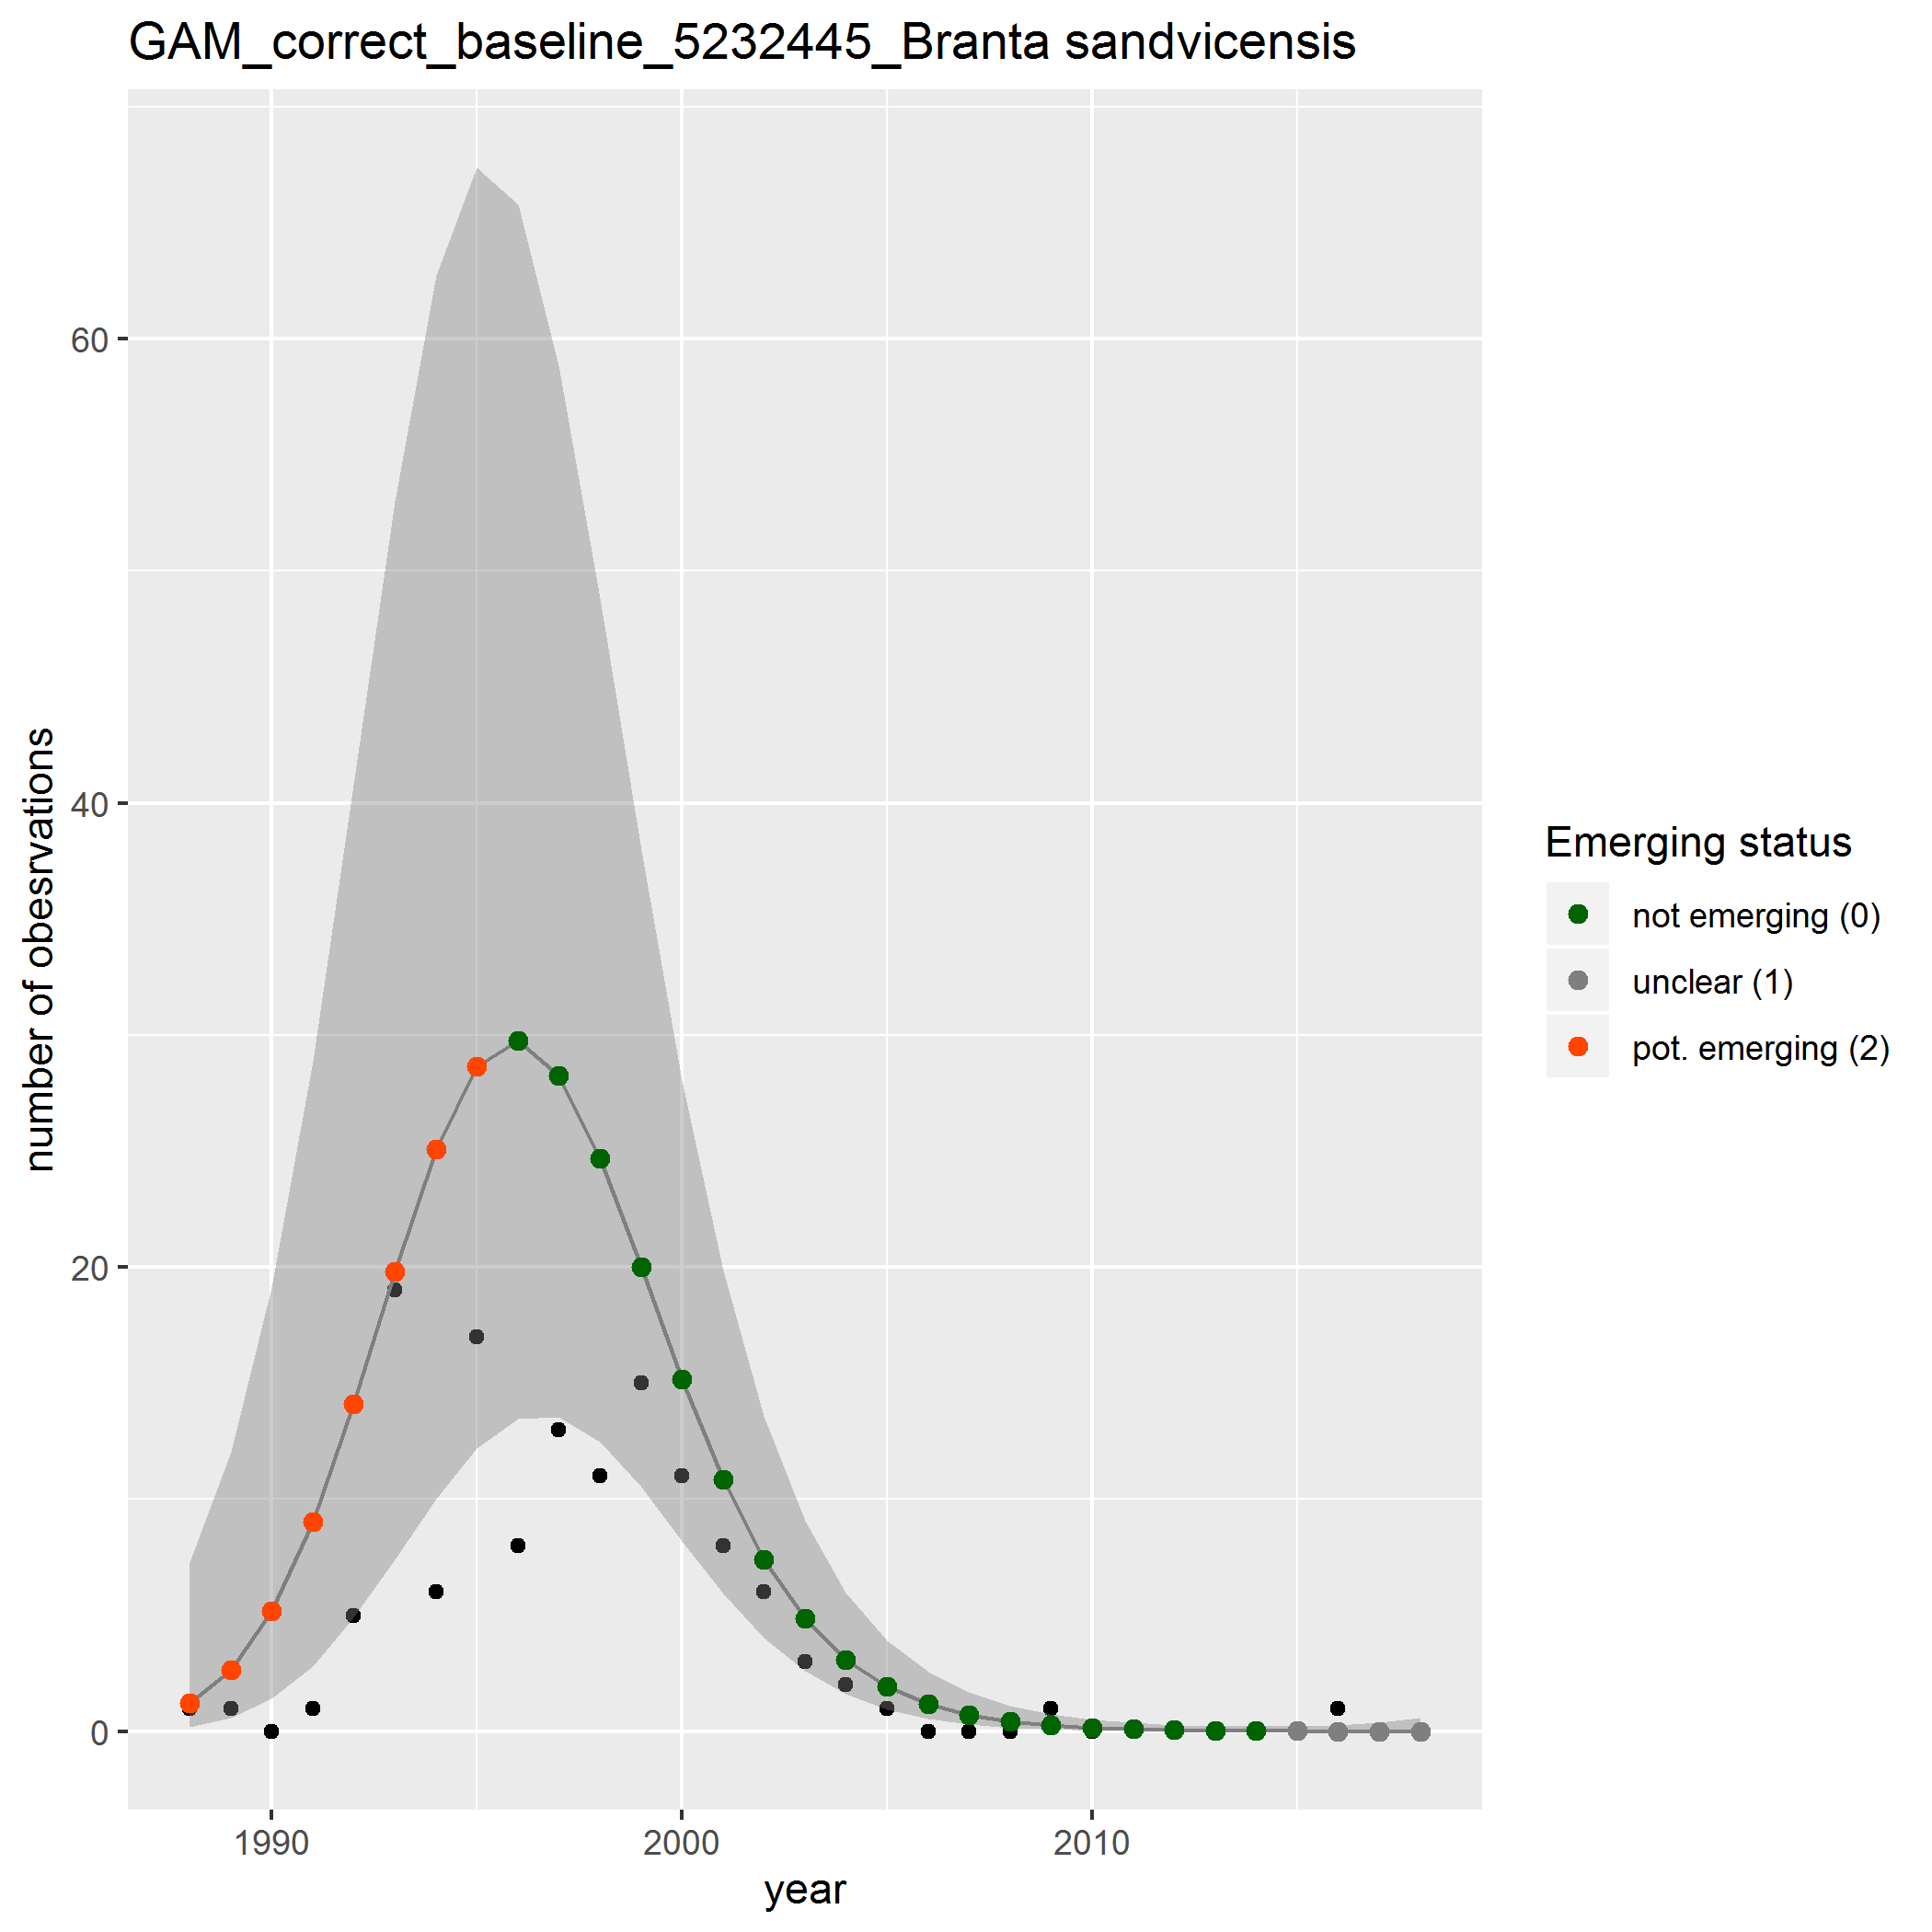 GAM_correct_baseline_5232445_Branta sandvicensis
number of obesrvations
60
40
20
0
1990
2000
2010
year
Emerging status
not emerging (0)
unclear (1)
pot. emerging (2)